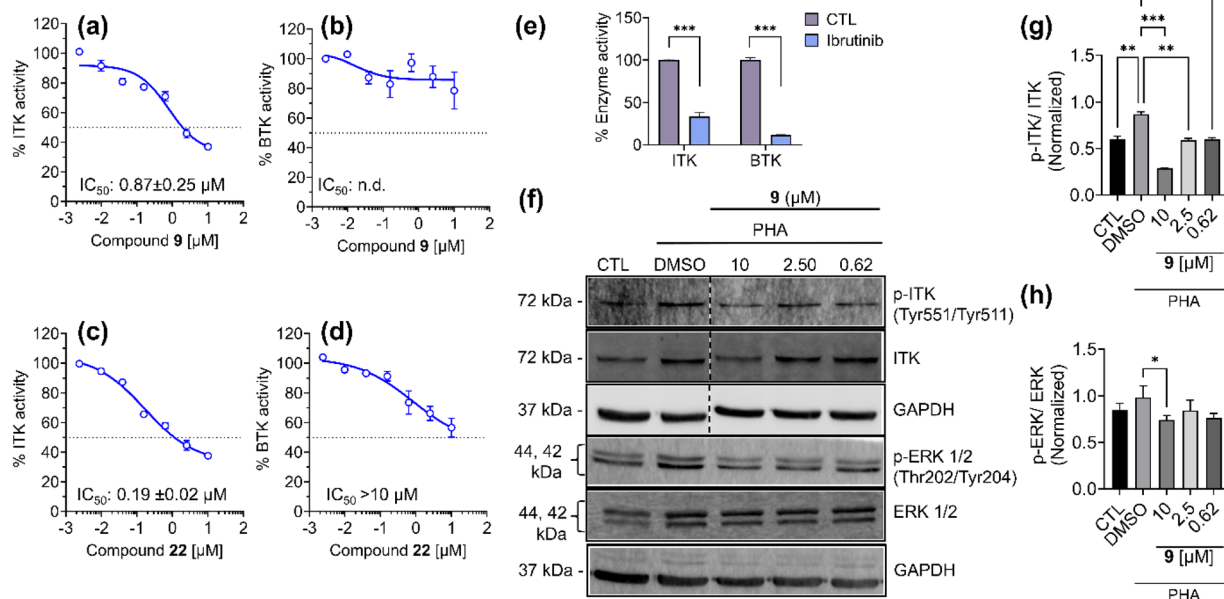 (a)
120
100
80
60
40
20
0
% ITK activity
IC50: 0.87±0.25 µM
-3 -2 -1 0 1 2
Compound 9 [µM]
(b)
120
100
80
60
40
20
0
% BTK activity
IC50: n.d.
-3 -2 -1 0 1 2
Compound 9 [µM]
(c)
120
100
80
60
40
20
0
% ITK activity
IC50: 0.19 ±0.02 µM
-3 -2 -1 0 1 2
Compound 22 [µM]
(d)
120
100
80
60
40
20
0
% BTK activity
IC50 >10 µM
-3 -2 -1 0 1 2
Compound 22 [µM]
(e)
150
100
50
0
% Enzyme activity
*** ***
ITK BTK
CTL
Ibrutinib
(f)
9 (µM)
PHA
CTL DMSO 10 2.50 0.62
72 kDa - p-ITK
(Tyr551/Tyr511)
72 kDa - ITK
37 kDa - GAPDH
44, 42 p-ERK 1/2
kDa (Thr202/Tyr204)
44, 42 ERK 1/2
kDa
37 kDa - GAPDH
(g)
***
** **
1.5
1.0
0.5
0.0
p-ITK/ ITK
(Normalized)
CTL DMSO 10 2.5 0.62
9 [µM]
PHA
(h)
*
1.5
1.0
0.5
0.0
p-ERK/ ERK
(Normalized)
CTL DMSO 10 2.5 0.62
9 [µM]
PHA